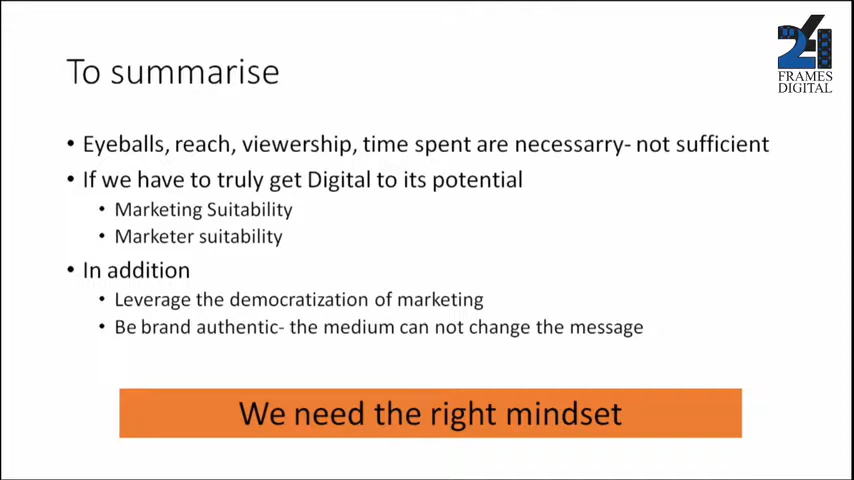 24
FRAMES
DIGITAL
To summarise
• Eyeballs, reach, viewership, time spent are necessarry- not sufficient
• If we have to truly get Digital to its potential
• Marketing Suitability
• Marketer suitability
• In addition
• Leverage the democratization of marketing
• Be brand authentic- the medium can not change the message
We need the right mindset